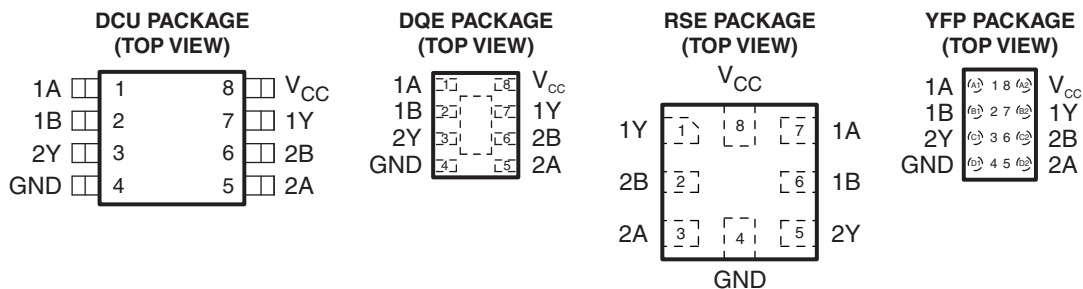 DCU PACKAGE
(TOP VIEW)
1A 1 8 VCC
1B 2 7 1Y
2Y 3 6 2B
GND 4 5 2A
DQE PACKAGE
(TOP VIEW)
1A 1 8 VCC
1B 2 7 1Y
2Y 3 6 2B
GND 4 5 2A
RSE PACKAGE
(TOP VIEW)
VCC
1Y 1 8 7 1A
2B 2 6 1B
2A 3 4 5 2Y
GND
YFP PACKAGE
(TOP VIEW)
1A A1 1 8 A2 VCC
1B B1 2 7 B2 1Y
2Y C1 3 6 C2 2B
GND D1 4 5 D2 2A